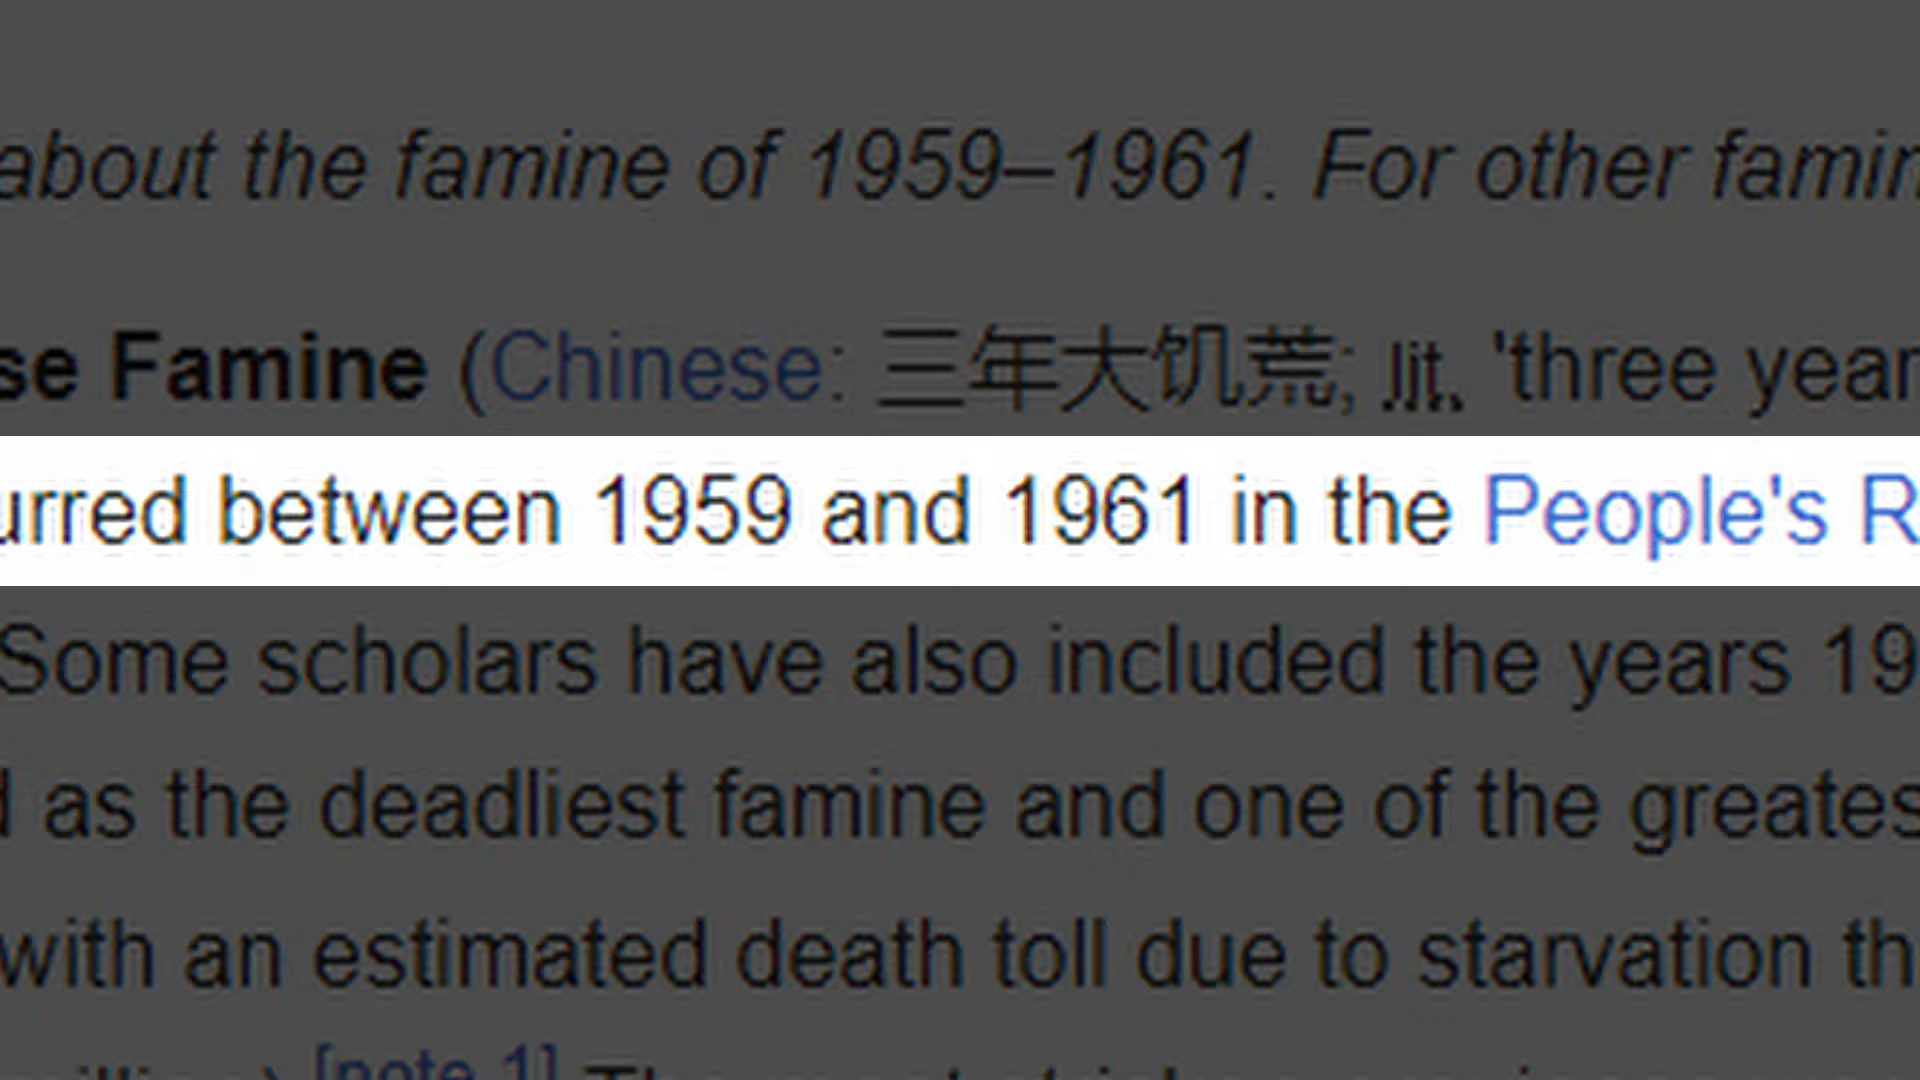 about the famine of 1959–1961. For other famin
se Famine (Chinese: 三年大饥荒; lit. 'three year
urred between 1959 and 1961 in the People's R
Some scholars have also included the years 19
d as the deadliest famine and one of the greates
with an estimated death toll due to starvation th
[note 1]